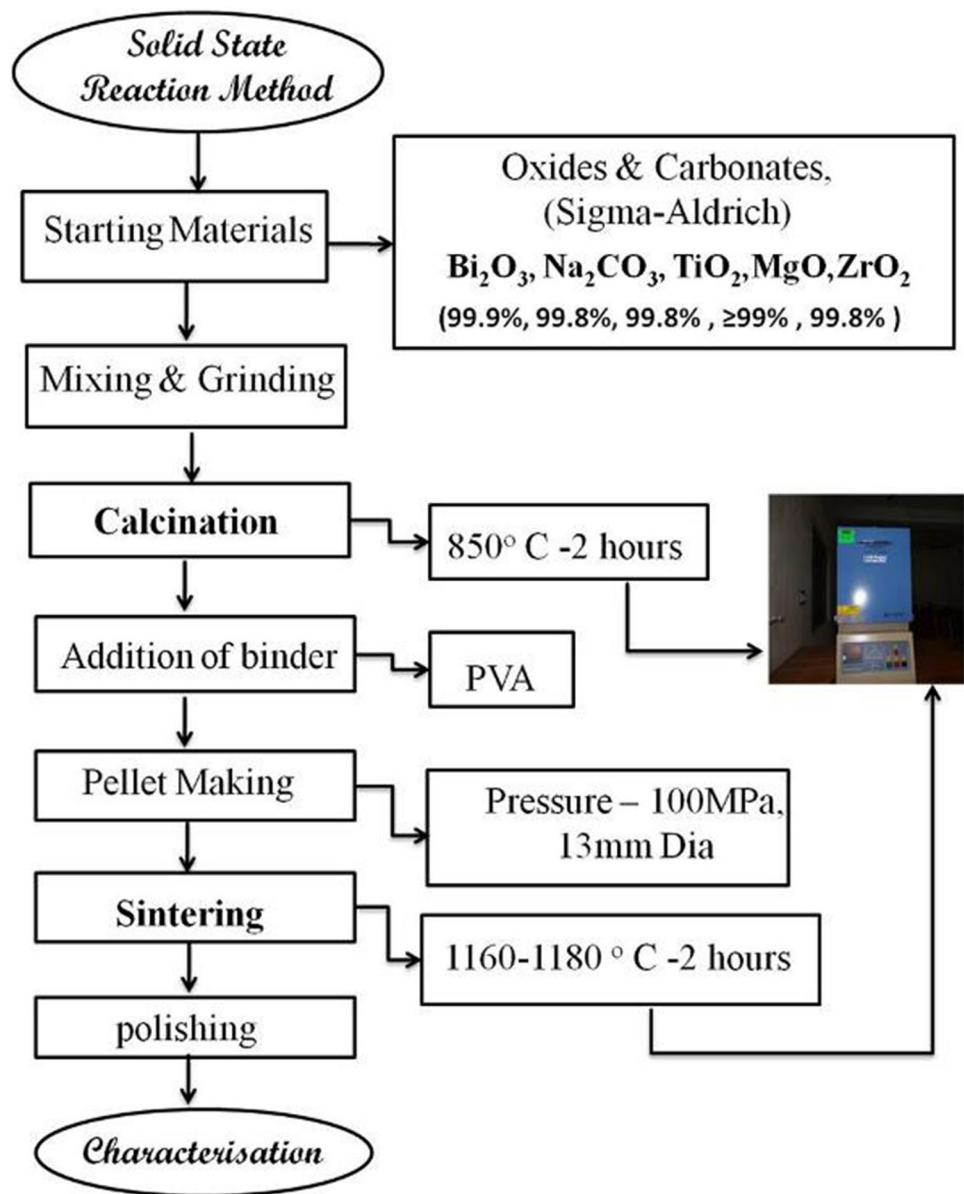 Solid State
Reaction Method
Starting Materials
Oxides & Carbonates,
(Sigma-Aldrich)
Bi₂O₃, Na₂CO₃, TiO₂,MgO,ZrO₂
(99.9%, 99.8%, 99.8% , ≥99% , 99.8% )
Mixing & Grinding
Calcination
850° C -2 hours
Addition of binder
PVA
Pellet Making
Pressure – 100MPa,
13mm Dia
Sintering
1160-1180 ° C -2 hours
polishing
Characterisation